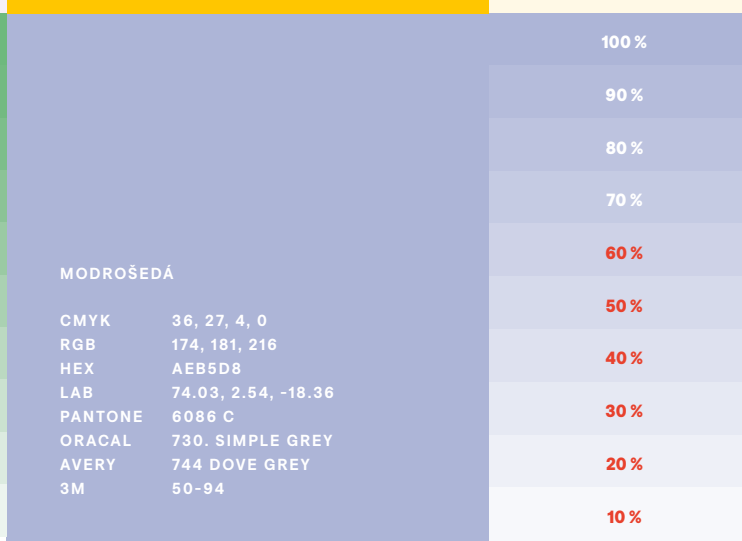 MODROŠEDÁ
CMYK 36, 27, 4, 0
RGB 174, 181, 216
HEX AEB5D8
LAB 74.03, 2.54, -18.36
PANTONE 6086 C
ORACAL 730. SIMPLE GREY
AVERY 744 DOVE GREY
3M 50-94
100 %
90 %
80 %
70 %
60 %
50 %
40 %
30 %
20 %
10 %